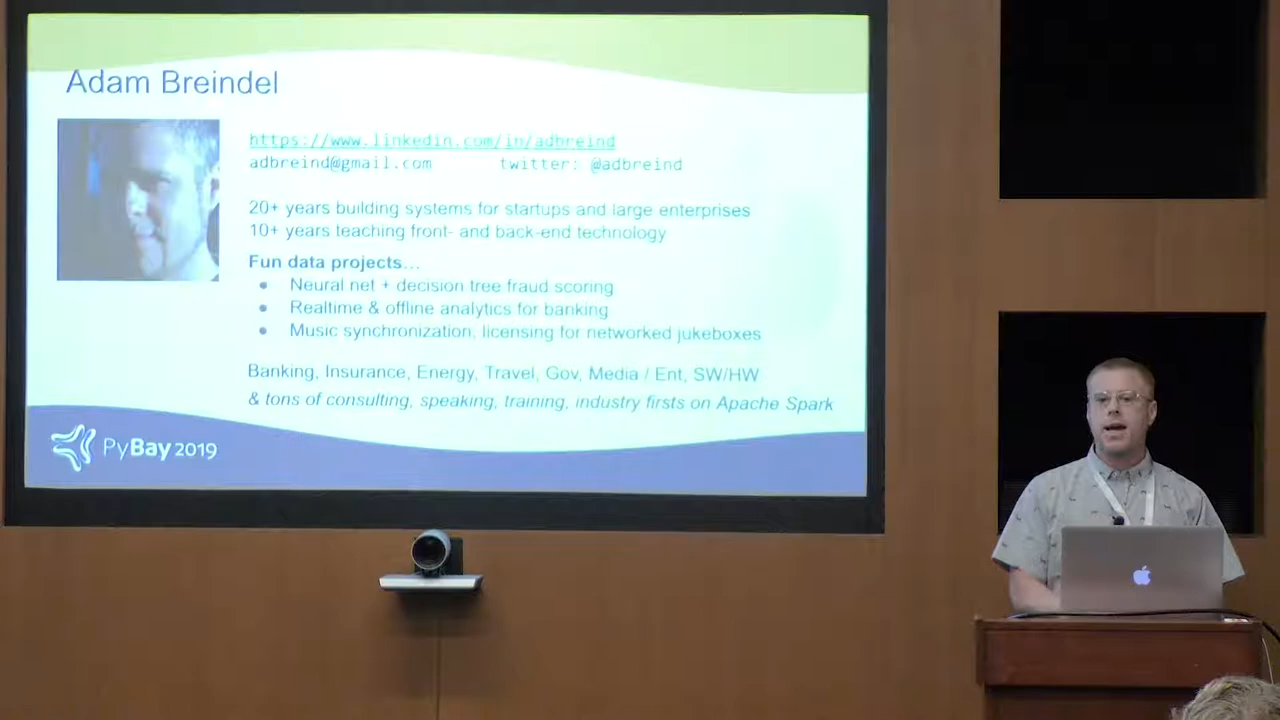 Adam Breindel
https://www.linkedin.com/in/adbreind
adbreind@gmail.com twitter: @adbreind
20+ years building systems for startups and large enterprises
10+ years teaching front- and back-end technology
Fun data projects…
● Neural net + decision tree fraud scoring
● Realtime & offline analytics for banking
● Music synchronization, licensing for networked jukeboxes
Banking, Insurance, Energy, Travel, Gov, Media / Ent, SW/HW
& tons of consulting, speaking, training, industry firsts on Apache Spark
PyBay 2019